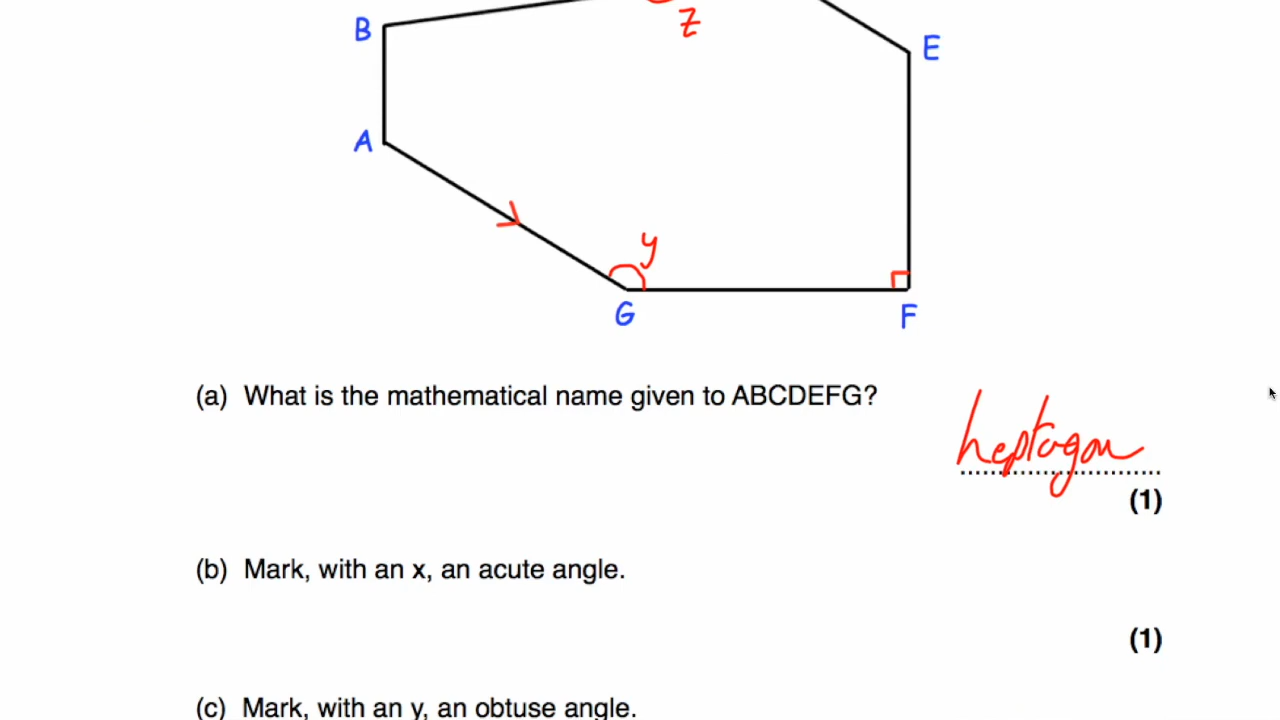 B
z
E
A
y
G
F
(a) What is the mathematical name given to ABCDEFG?
heptagon
(1)
(b) Mark, with an x, an acute angle.
(1)
(c) Mark, with an y, an obtuse angle.